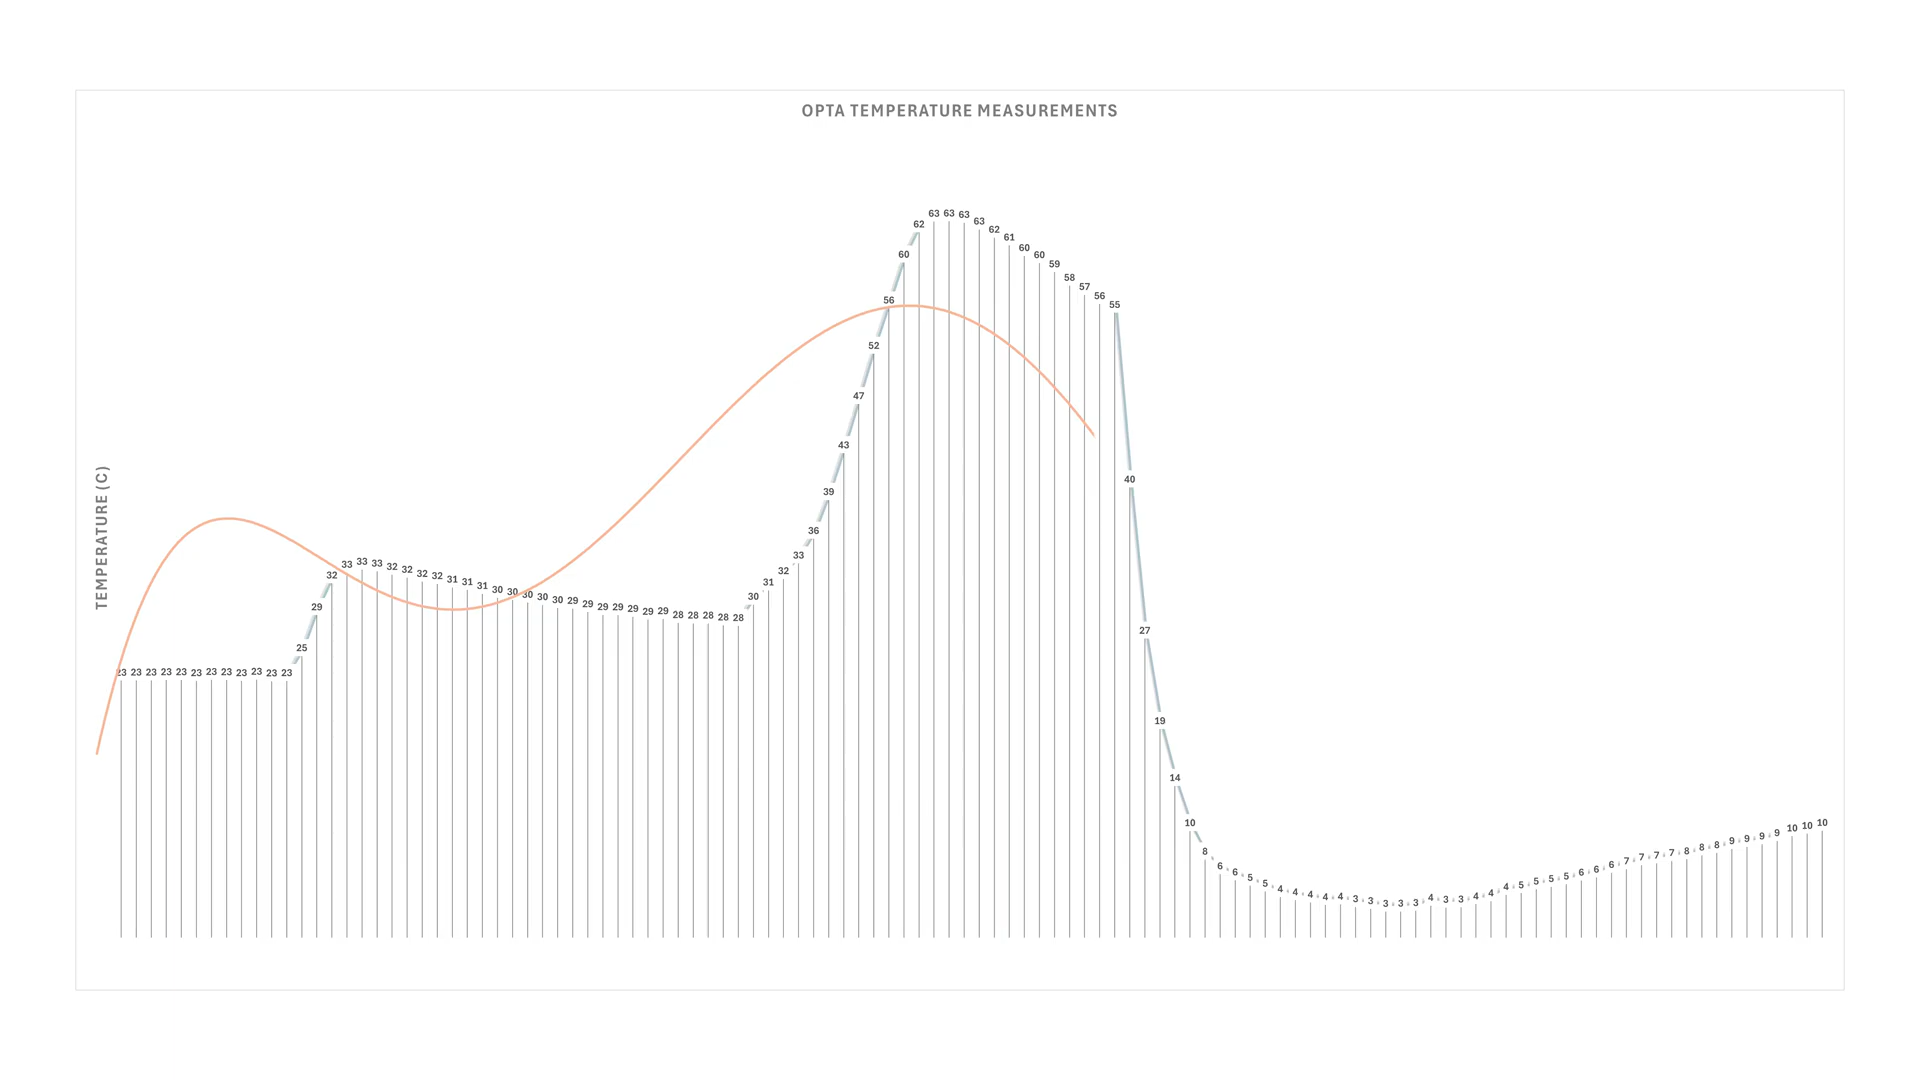 OPTA TEMPERATURE MEASUREMENTS
TEMPERATURE (C)
23 23 23 23 23 23 23 23 23 23 23 23 25 29 32 33 33 33 32 32 32 32 31 31 31 30 30 30 30 30 29 29 29 29 29 29 29 28 28 28 28 28 30 31 32 33 36 39 43 47 52 56 60 62 63 63 63 63 62 61 60 60 59 58 57 56 55 40 27 19 14 10 8 6 6 5 5 4 4 4 4 4 3 3 3 3 3 4 3 3 4 4 4 5 5 5 5 6 6 6 7 7 7 7 8 8 8 9 9 9 9 10 10 10